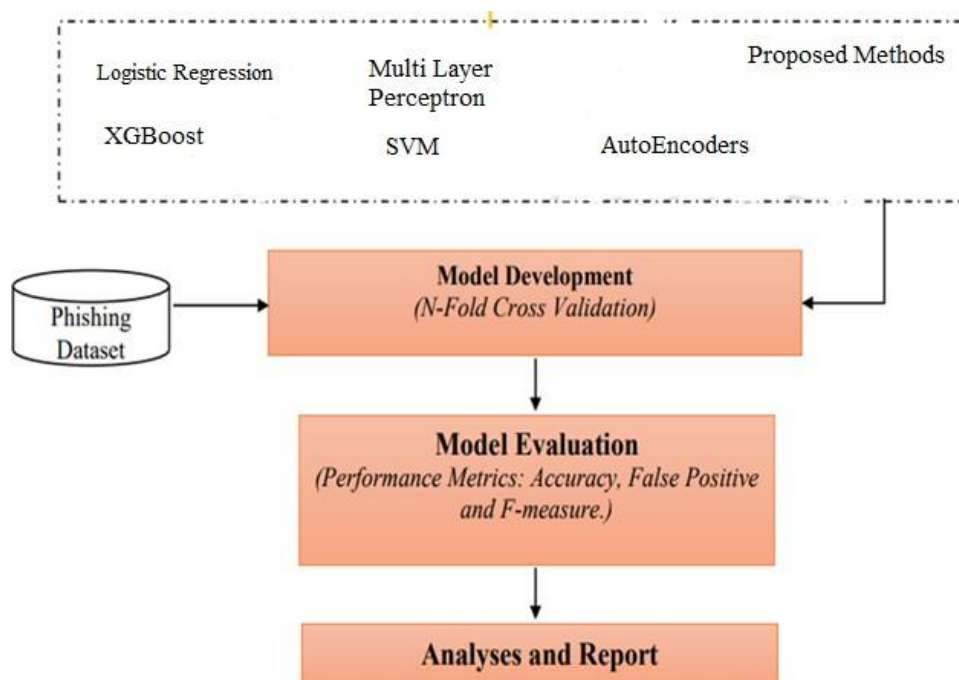 Proposed Methods
Logistic Regression
Multi Layer
Perceptron
XGBoost
SVM
AutoEncoders
Phishing
Dataset
Model Development
(N-Fold Cross Validation)
Model Evaluation
(Performance Metrics: Accuracy, False Positive
and F-measure.)
Analyses and Report